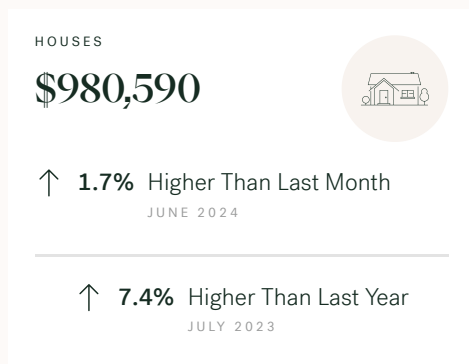 HOUSES
$980,590
1.7% Higher Than Last Month
JUNE 2024
7.4% Higher Than Last Year
JULY 2023